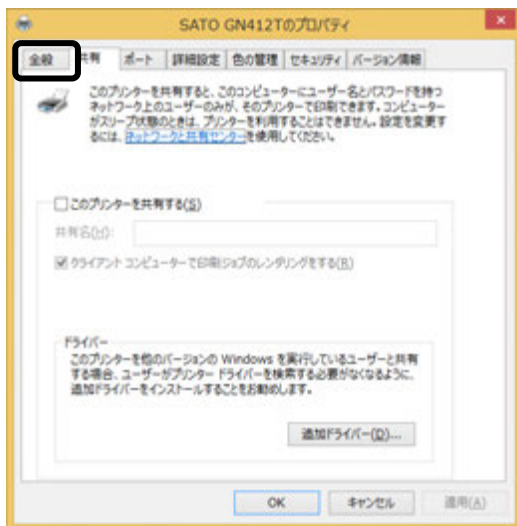 SATO GN412Tのプロパティ
全般 共有 ポート 詳細設定 色の管理 セキュリティ バージョン情報
このプリンターを共有すると、このコンピューターにユーザー名とパスワードを持つ
ネットワーク上のユーザーのみが、そのプリンターで印刷できます。コンピューター
がスリープ状態のときは、プリンターを利用することはできません。設定を変更す
るには、ネットワークと共有センターを使用してください。
このプリンターを共有する(S)
共有名(H):
クライアント コンピューターで印刷ジョブのレンダリングをする(R)
ドライバー
このプリンターを他のバージョンの Windows を実行しているユーザーと共有
する場合、ユーザーがプリンター ドライバーを検索する必要がなくなるように、
追加ドライバーをインストールすることをお勧めします。
追加ドライバー(D)...
OK キャンセル 適用(A)